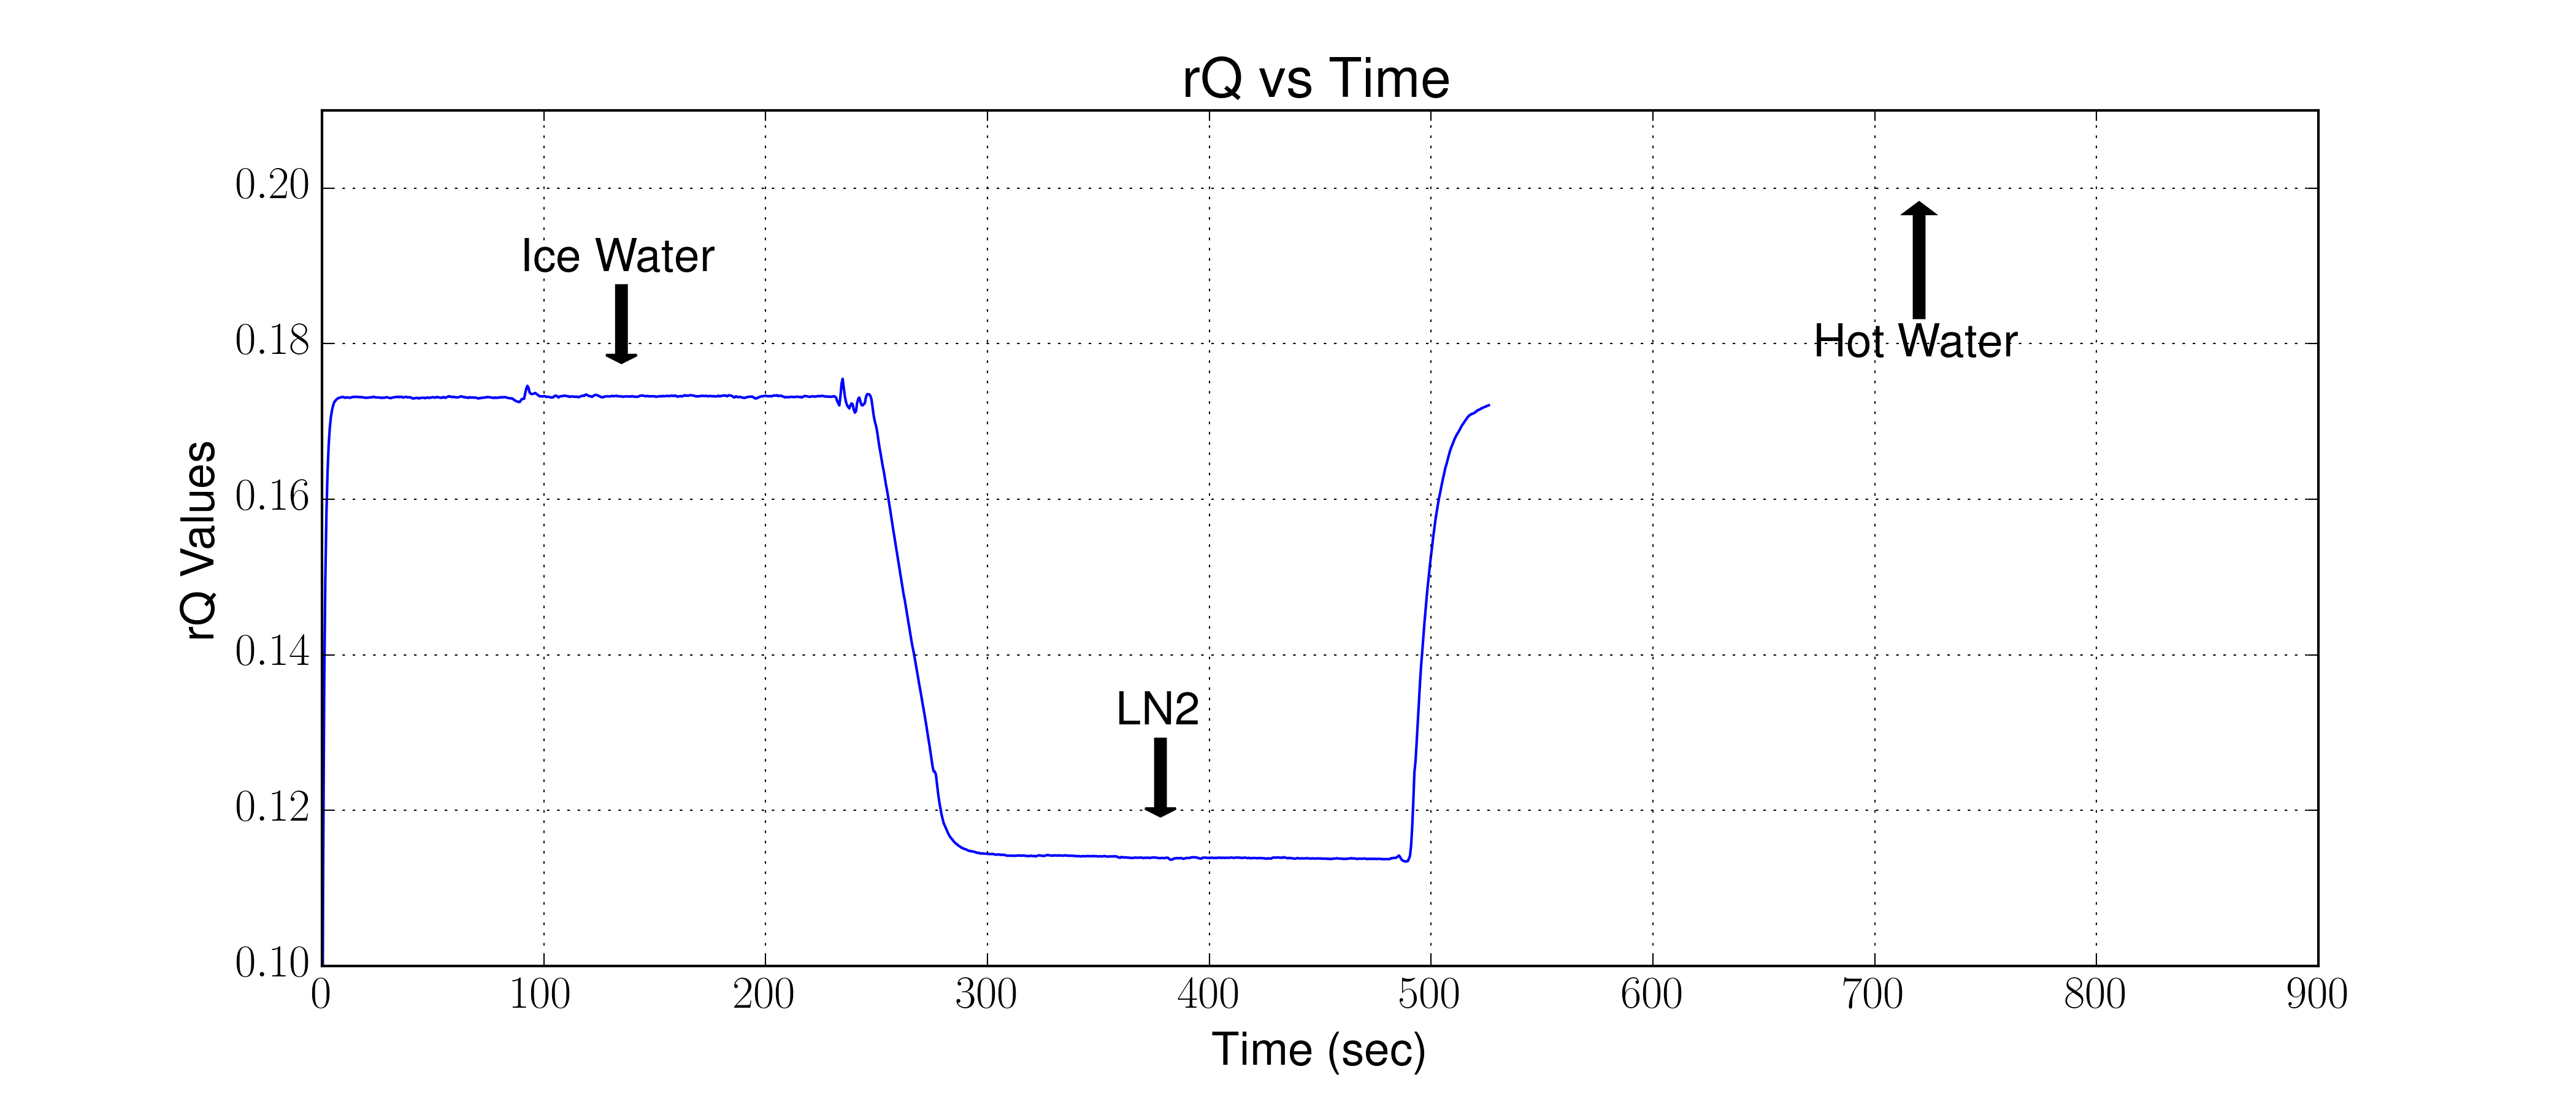 rQ vs Time
0.20
Ice Water
0.18
Hot Water
rQ Values
0.16
0.14
LN2
0.12
0.10
0 100 200 300 400 500 600 700 800 900
Time (sec)